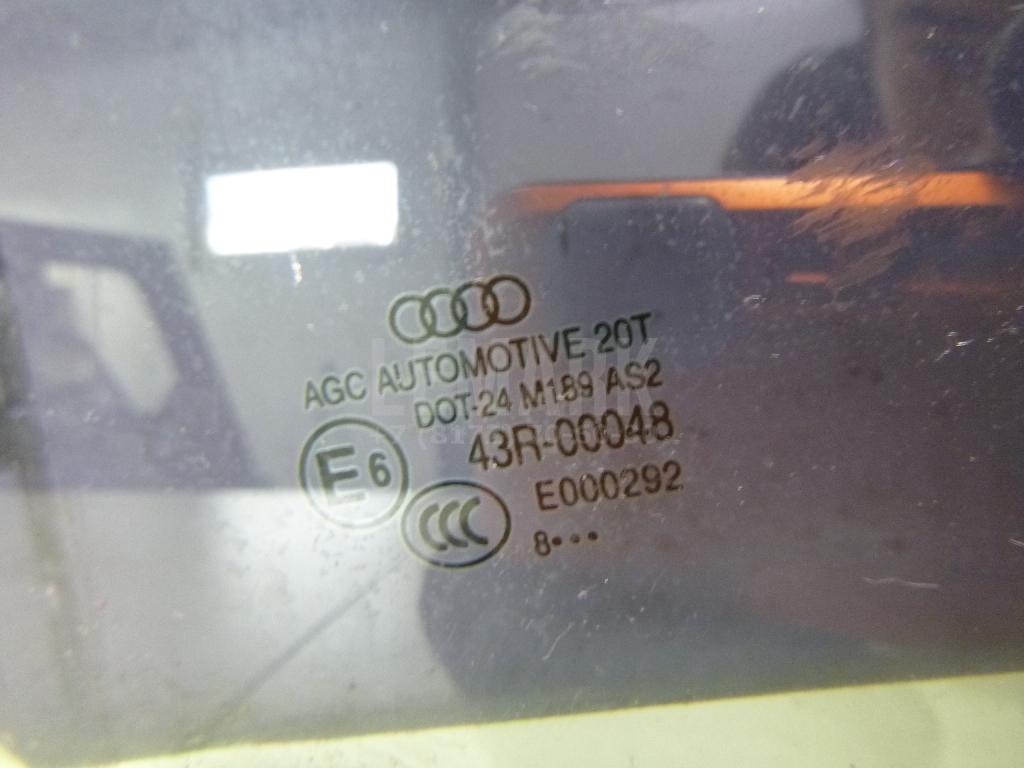 AGC AUTOMOTIVE 20T
DOT-24 M189 AS2
43R-00048
E6
E000292
CCC
8•••